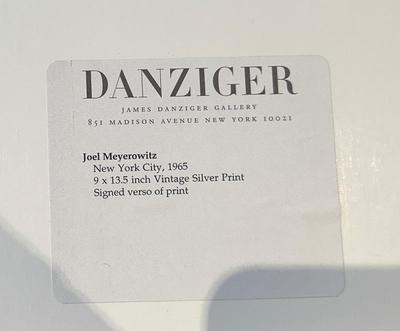 DANZIGER
JAMES DANZIGER GALLERY
851 MADISON AVENUE NEW YORK 10021
Joel Meyerowitz
New York City, 1965
9 x 13.5 inch Vintage Silver Print
Signed verso of print